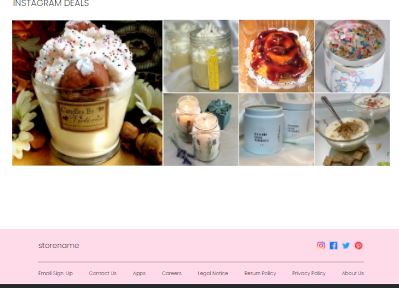 INSTAGRAM DEALS
storename
Email Sign Up Contact Us Apps Careers Legal Notice Return Policy Privacy Policy About Us